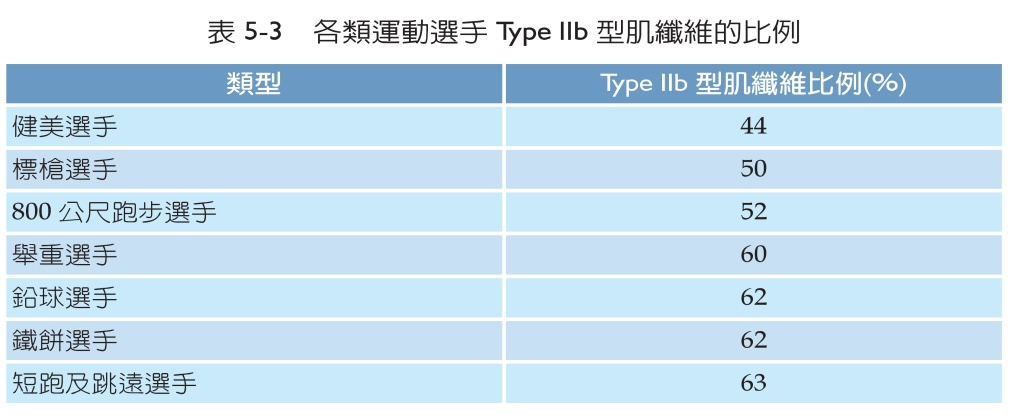 表 5-3 各類運動選手 Type IIb 型肌纖維的比例
類型 Type IIb 型肌纖維比例(%)
健美選手 44
標槍選手 50
800 公尺跑步選手 52
舉重選手 60
鉛球選手 62
鐵餅選手 62
短跑及跳遠選手 63